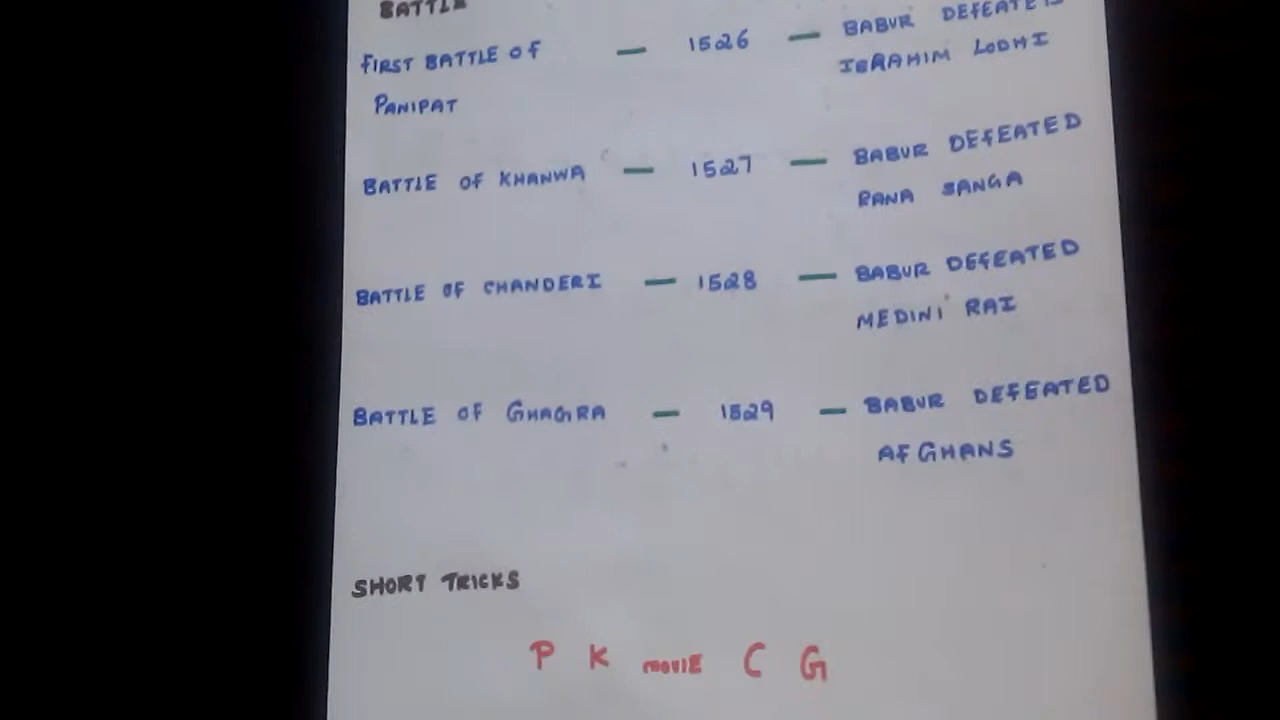 BATTLE
FIRST BATTLE OF — 1526 — BABUR DEFEATED
PANIPAT IBRAHIM LODHI
BATTLE OF KHANWA — 1527 — BABUR DEFEATED
RANA SANGA
BATTLE OF CHANDERI — 1528 — BABUR DEFEATED
MEDINI RAI
BATTLE OF GHAGRA — 1529 — BABUR DEFEATED
AFGHANS
SHORT TRICKS
P K MOVIE C G